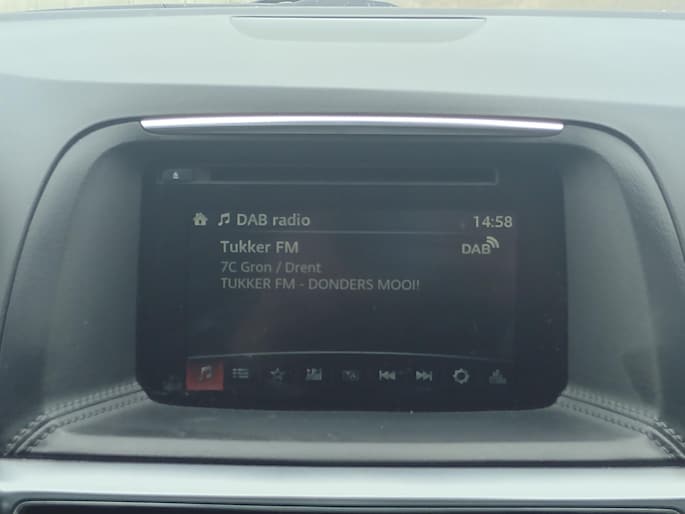 DAB radio
14:58
Tukker FM
DAB
7C Gron / Drent
TUKKER FM - DONDERS MOOI!